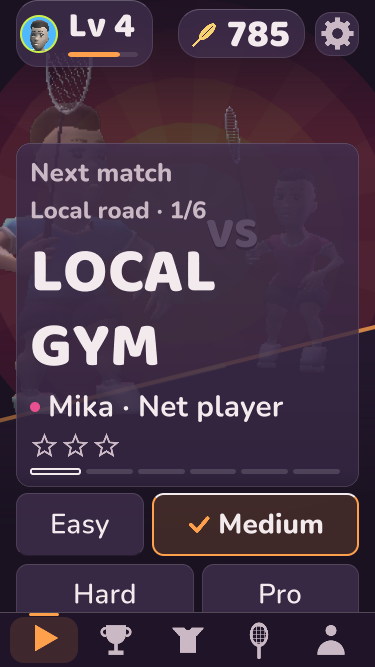 Lv 4
785
Next match
Local road · 1/6
VS
LOCAL
GYM
Mika · Net player
Easy
Medium
Hard
Pro